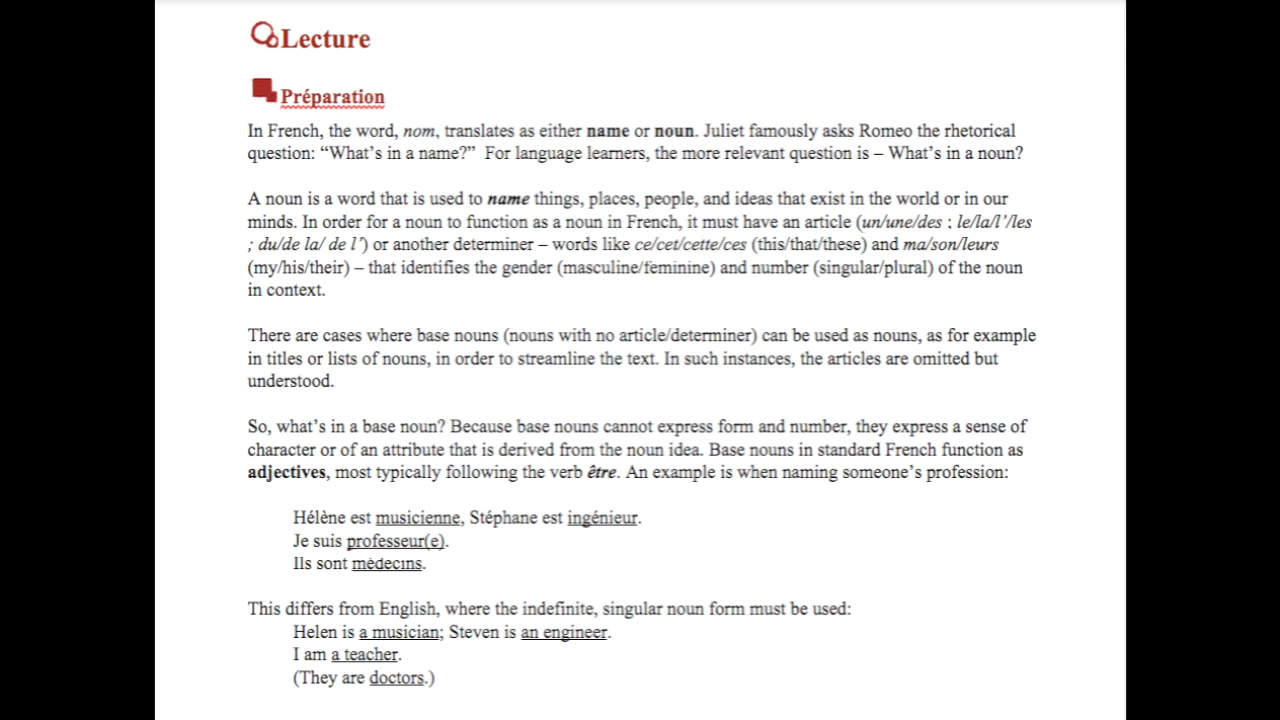 Lecture
Préparation
In French, the word, nom, translates as either name or noun. Juliet famously asks Romeo the rhetorical
question: “What’s in a name?” For language learners, the more relevant question is – What’s in a noun?
A noun is a word that is used to name things, places, people, and ideas that exist in the world or in our
minds. In order for a noun to function as a noun in French, it must have an article (un/une/des ; le/la/l’/les
; du/de la/ de l’) or another determiner – words like ce/cet/cette/ces (this/that/these) and ma/son/leurs
(my/his/their) – that identifies the gender (masculine/feminine) and number (singular/plural) of the noun
in context.
There are cases where base nouns (nouns with no article/determiner) can be used as nouns, as for example
in titles or lists of nouns, in order to streamline the text. In such instances, the articles are omitted but
understood.
So, what’s in a base noun? Because base nouns cannot express form and number, they express a sense of
character or of an attribute that is derived from the noun idea. Base nouns in standard French function as
adjectives, most typically following the verb être. An example is when naming someone’s profession:
Hélène est musicienne, Stéphane est ingénieur.
Je suis professeur(e).
Ils sont médecins.
This differs from English, where the indefinite, singular noun form must be used:
Helen is a musician; Steven is an engineer.
I am a teacher.
(They are doctors.)